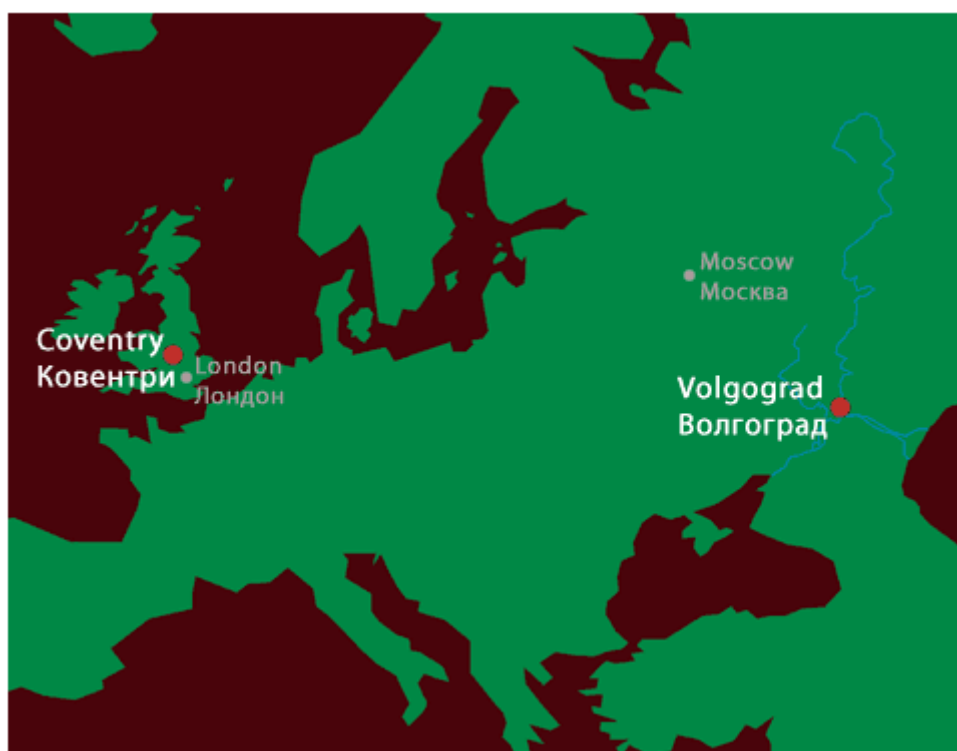 Moscow
Москва
Coventry
Ковентри
London
Лондон
Volgograd
Волгоград